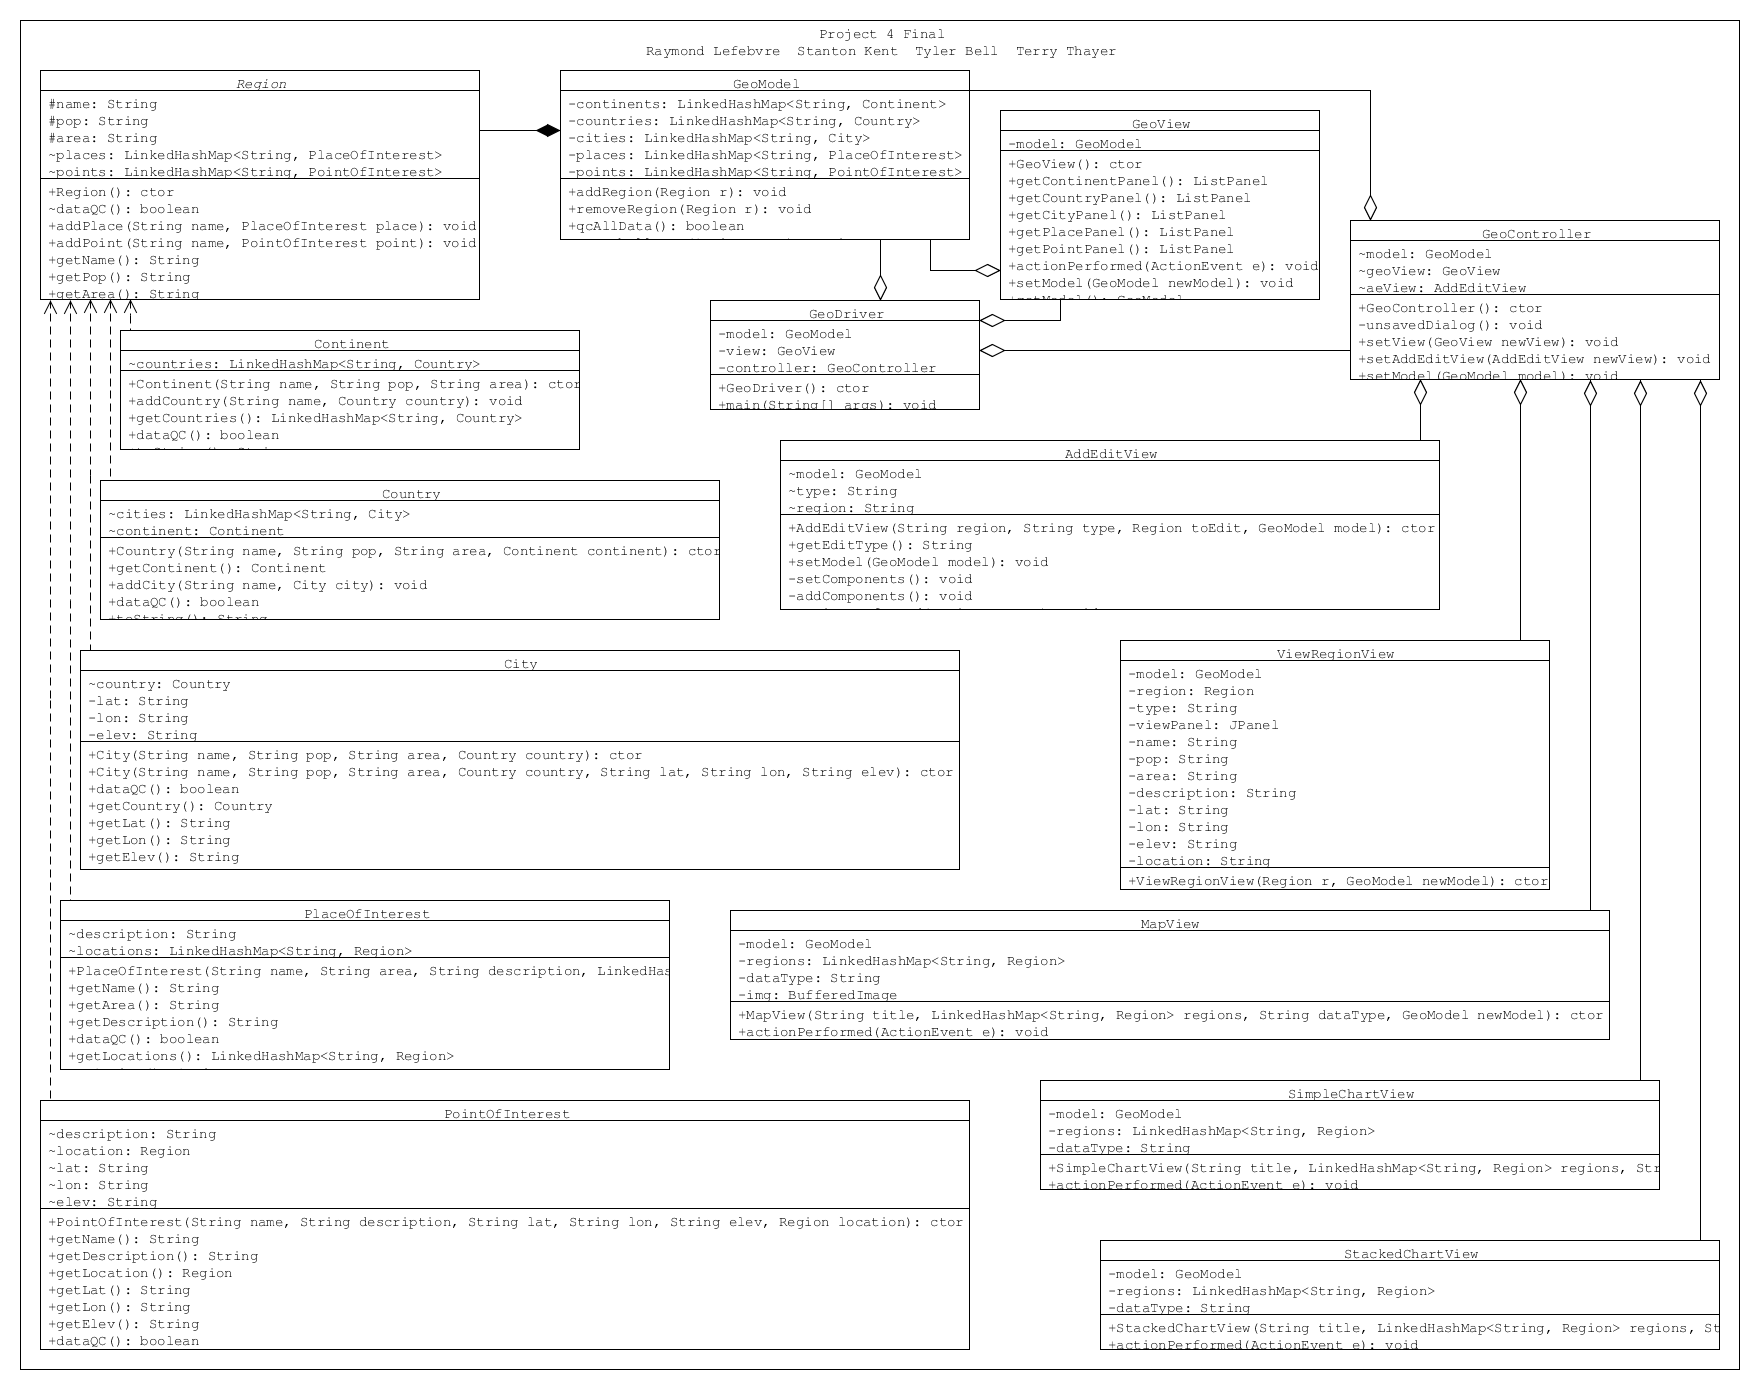 Project 4 Final
Raymond Lefebvre  Stanton Kent  Tyler Bell  Terry Thayer
Region
#name: String
#pop: String
#area: String
~places: LinkedHashMap<String, PlaceOfInterest>
~points: LinkedHashMap<String, PointOfInterest>
+Region(): ctor
~dataQC(): boolean
+addPlace(String name, PlaceOfInterest place): void
+addPoint(String name, PointOfInterest point): void
+getName(): String
+getPop(): String
+getArea(): String
GeoModel
-continents: LinkedHashMap<String, Continent>
-countries: LinkedHashMap<String, Country>
-cities: LinkedHashMap<String, City>
-places: LinkedHashMap<String, PlaceOfInterest>
-points: LinkedHashMap<String, PointOfInterest>
+addRegion(Region r): void
+removeRegion(Region r): void
+qcAllData(): boolean
GeoView
-model: GeoModel
+GeoView(): ctor
+getContinentPanel(): ListPanel
+getCountryPanel(): ListPanel
+getCityPanel(): ListPanel
+getPlacePanel(): ListPanel
+getPointPanel(): ListPanel
+actionPerformed(ActionEvent e): void
+setModel(GeoModel newModel): void
+getModel(): GeoModel
GeoController
~model: GeoModel
~geoView: GeoView
~aeView: AddEditView
+GeoController(): ctor
-unsavedDialog(): void
+setView(GeoView newView): void
+setAddEditView(AddEditView newView): void
+setModel(GeoModel model): void
GeoDriver
-model: GeoModel
-view: GeoView
-controller: GeoController
+GeoDriver(): ctor
+main(String[] args): void
Continent
~countries: LinkedHashMap<String, Country>
+Continent(String name, String pop, String area): ctor
+addCountry(String name, Country country): void
+getCountries(): LinkedHashMap<String, Country>
+dataQC(): boolean
Country
~cities: LinkedHashMap<String, City>
~continent: Continent
+Country(String name, String pop, String area, Continent continent): ctor
+getContinent(): Continent
+addCity(String name, City city): void
+dataQC(): boolean
+toString(): String
AddEditView
~model: GeoModel
~type: String
~region: String
+AddEditView(String region, String type, Region toEdit, GeoModel model): ctor
+getEditType(): String
+setModel(GeoModel model): void
-setComponents(): void
-addComponents(): void
City
~country: Country
-lat: String
-lon: String
-elev: String
+City(String name, String pop, String area, Country country): ctor
+City(String name, String pop, String area, Country country, String lat, String lon, String elev): ctor
+dataQC(): boolean
+getCountry(): Country
+getLat(): String
+getLon(): String
+getElev(): String
ViewRegionView
-model: GeoModel
-region: Region
-type: String
-viewPanel: JPanel
-name: String
-pop: String
-area: String
-description: String
-lat: String
-lon: String
-elev: String
-location: String
+ViewRegionView(Region r, GeoModel newModel): ctor
PlaceOfInterest
~description: String
~locations: LinkedHashMap<String, Region>
+PlaceOfInterest(String name, String area, String description, LinkedHas
+getName(): String
+getArea(): String
+getDescription(): String
+dataQC(): boolean
+getLocations(): LinkedHashMap<String, Region>
MapView
-model: GeoModel
-regions: LinkedHashMap<String, Region>
-dataType: String
-img: BufferedImage
+MapView(String title, LinkedHashMap<String, Region> regions, String dataType, GeoModel newModel): ctor
+actionPerformed(ActionEvent e): void
PointOfInterest
~description: String
~location: Region
~lat: String
~lon: String
~elev: String
+PointOfInterest(String name, String description, String lat, String lon, String elev, Region location): ctor
+getName(): String
+getDescription(): String
+getLocation(): Region
+getLat(): String
+getLon(): String
+getElev(): String
+dataQC(): boolean
SimpleChartView
-model: GeoModel
-regions: LinkedHashMap<String, Region>
-dataType: String
+SimpleChartView(String title, LinkedHashMap<String, Region> regions, Str
+actionPerformed(ActionEvent e): void
StackedChartView
-model: GeoModel
-regions: LinkedHashMap<String, Region>
-dataType: String
+StackedChartView(String title, LinkedHashMap<String, Region> regions, St
+actionPerformed(ActionEvent e): void